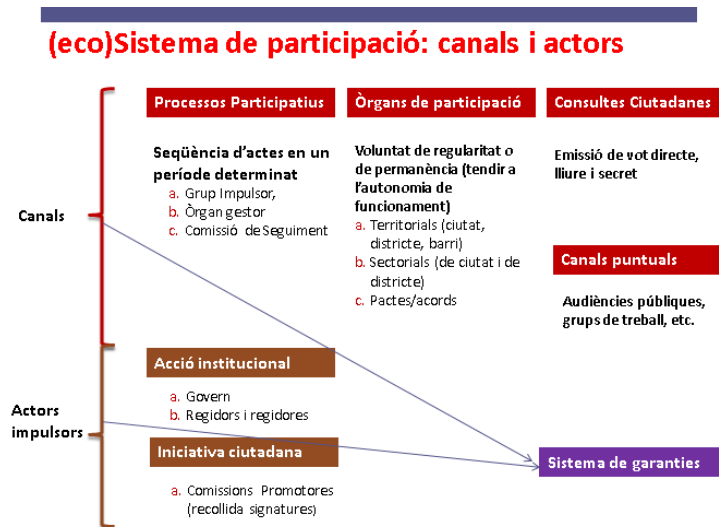 (eco)Sistema de participació: canals i actors
Canals
Processos Participatius
Seqüència d'actes en un
període determinat
a. Grup Impulsor,
b. Òrgan gestor
c. Comissió de Seguiment
Òrgans de participació
Voluntat de regularitat o
de permanència (tendir a
l'autonomia de
funcionament)
a. Territorials (ciutat,
districte, barri)
b. Sectorials (de ciutat i de
districte)
c. Pactes/acords
Consultes Ciutadanes
Emissió de vot directe,
lliure i secret
Canals puntuals
Audiències públiques,
grups de treball, etc.
Actors
impulsors
Acció institucional
a. Govern
b. Regidors i regidores
Iniciativa ciutadana
a. Comissions Promotores
(recollida signatures)
Sistema de garanties